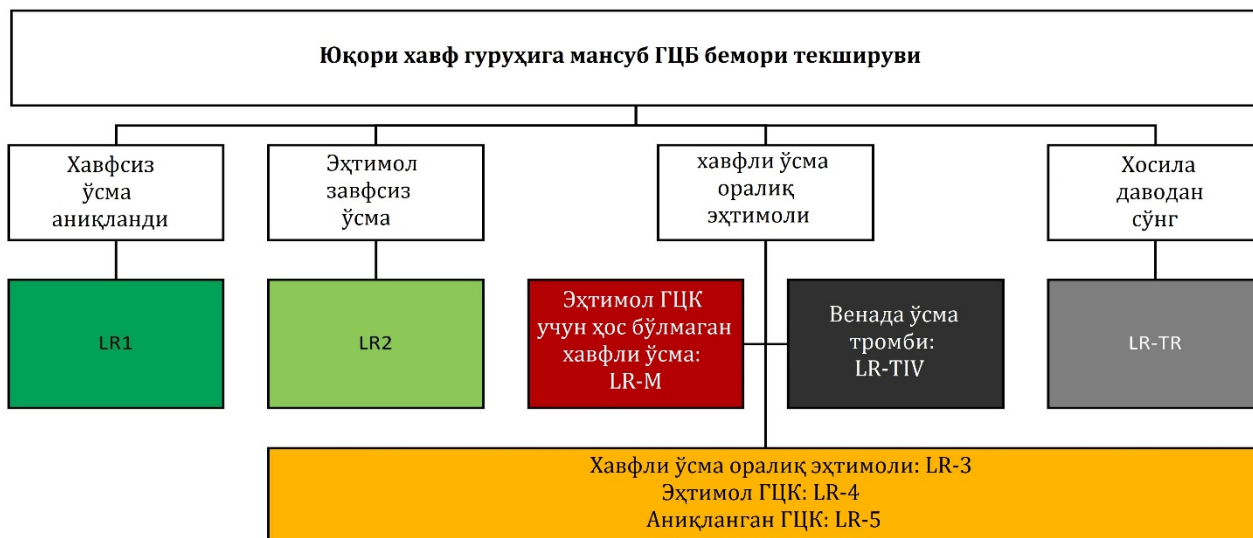 Юқори хавф гуруҳига мансуб ГЦБ бемори текшируви
Хавфсиз
ўсма
аниқланди
Эҳтимол
завфсиз
ўсма
хавфли ўсма
оралиқ
эҳтимоли
Хосила
даводан
сўнг
LR1
LR2
Эҳтимол ГЦК
учун ҳос бўлмаган
хавфли ўсма:
LR-M
Венада ўсма
тромби:
LR-TIV
LR-TR
Хавфли ўсма оралиқ эҳтимоли: LR-3
Эҳтимол ГЦК: LR-4
Аниқланган ГЦК: LR-5